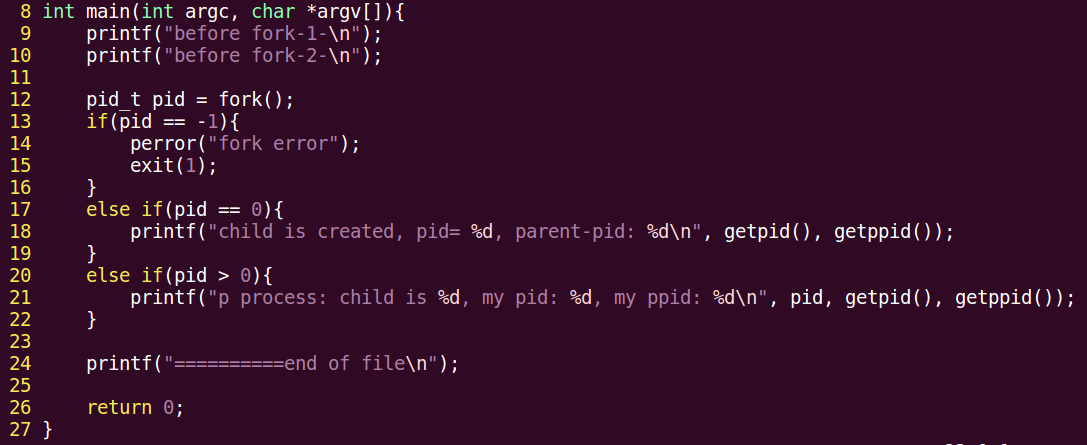 8 int main(int argc, char *argv[]){
9     printf("before fork-1-\n");
10     printf("before fork-2-\n");
11
12     pid_t pid = fork();
13     if(pid == -1){
14         perror("fork error");
15         exit(1);
16     }
17     else if(pid == 0){
18         printf("child is created, pid= %d, parent-pid: %d\n", getpid(), getppid());
19     }
20     else if(pid > 0){
21         printf("p process: child is %d, my pid: %d, my ppid: %d\n", pid, getpid(), getppid());
22     }
23
24     printf("==========end of file\n");
25
26     return 0;
27 }